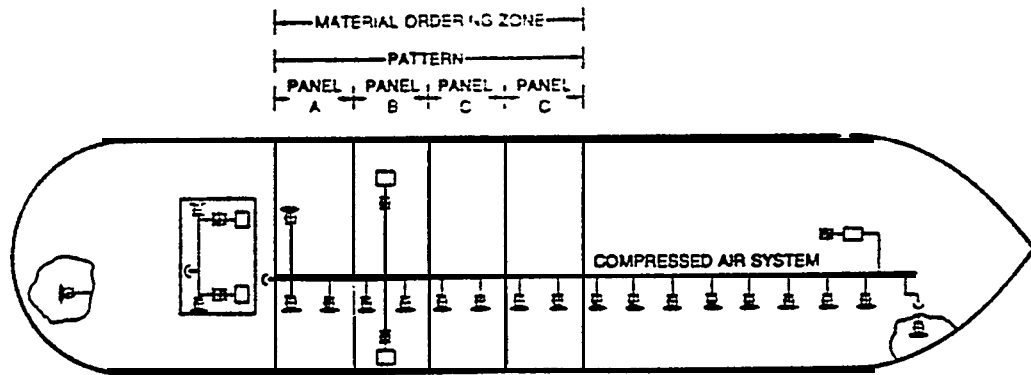 MATERIAL ORDERING ZONE
PATTERN
PANEL PANEL PANEL PANEL
A B C C
COMPRESSED AIR SYSTEM